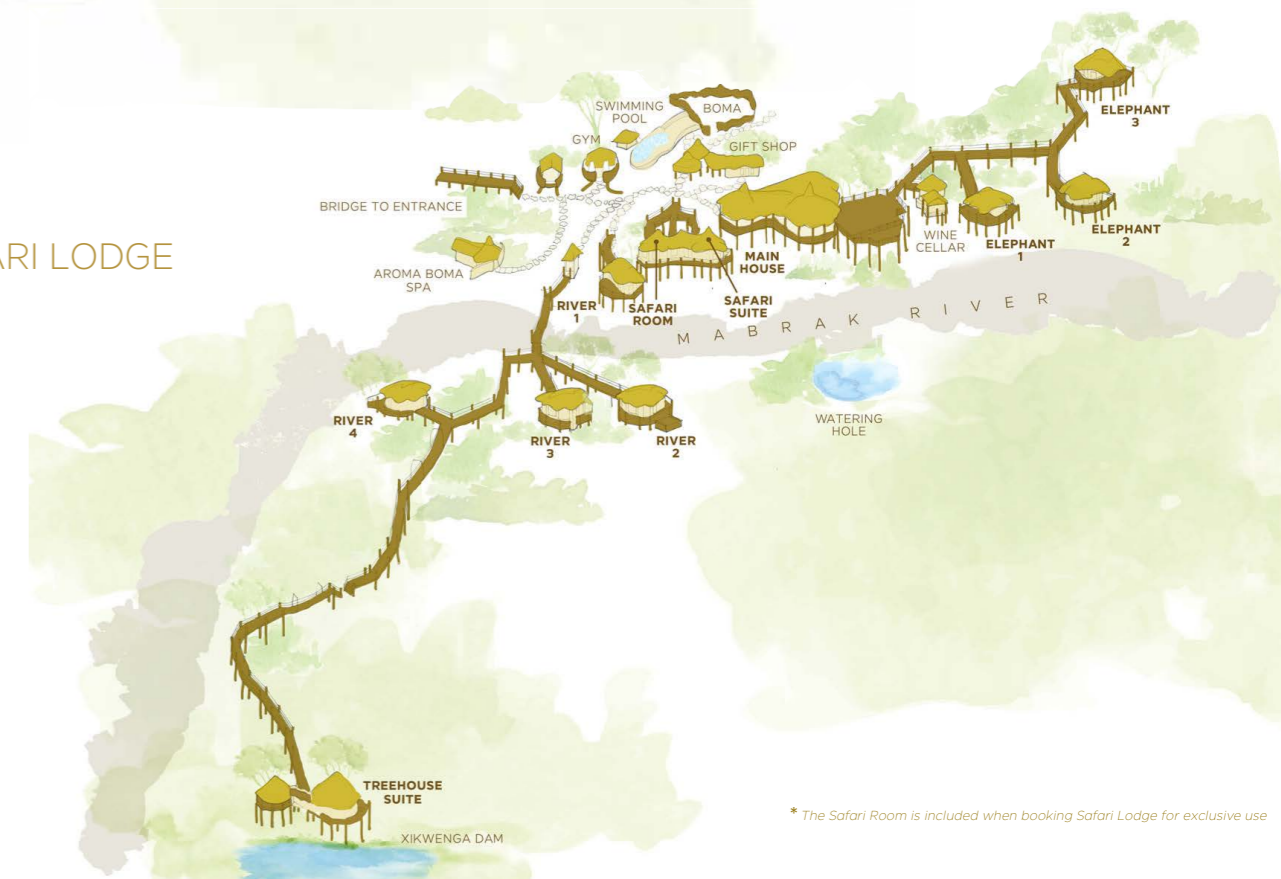 ARI LODGE
SWIMMING
POOL
BOMA
GYM
GIFT SHOP
ELEPHANT
3
BRIDGE TO ENTRANCE
AROMA BOMA
SPA
WINE
CELLAR
ELEPHANT
1
ELEPHANT
2
MAIN
HOUSE
SAFARI
SUITE
SAFARI
ROOM
RIVER
1
MABRAK RIVER
WATERING
HOLE
RIVER
4
RIVER
3
RIVER
2
TREEHOUSE
SUITE
XIKWENGA DAM
* The Safari Room is included when booking Safari Lodge for exclusive use